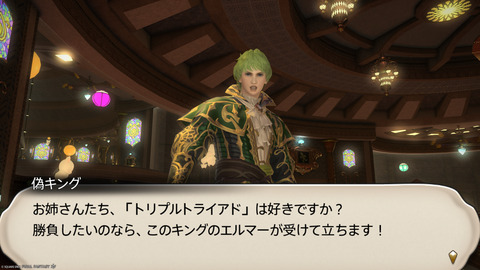 偽キング
お姉さんたち、「トリプルトライアド」は好きですか？
勝負したいのなら、このキングのエルマーが受けて立ちます！